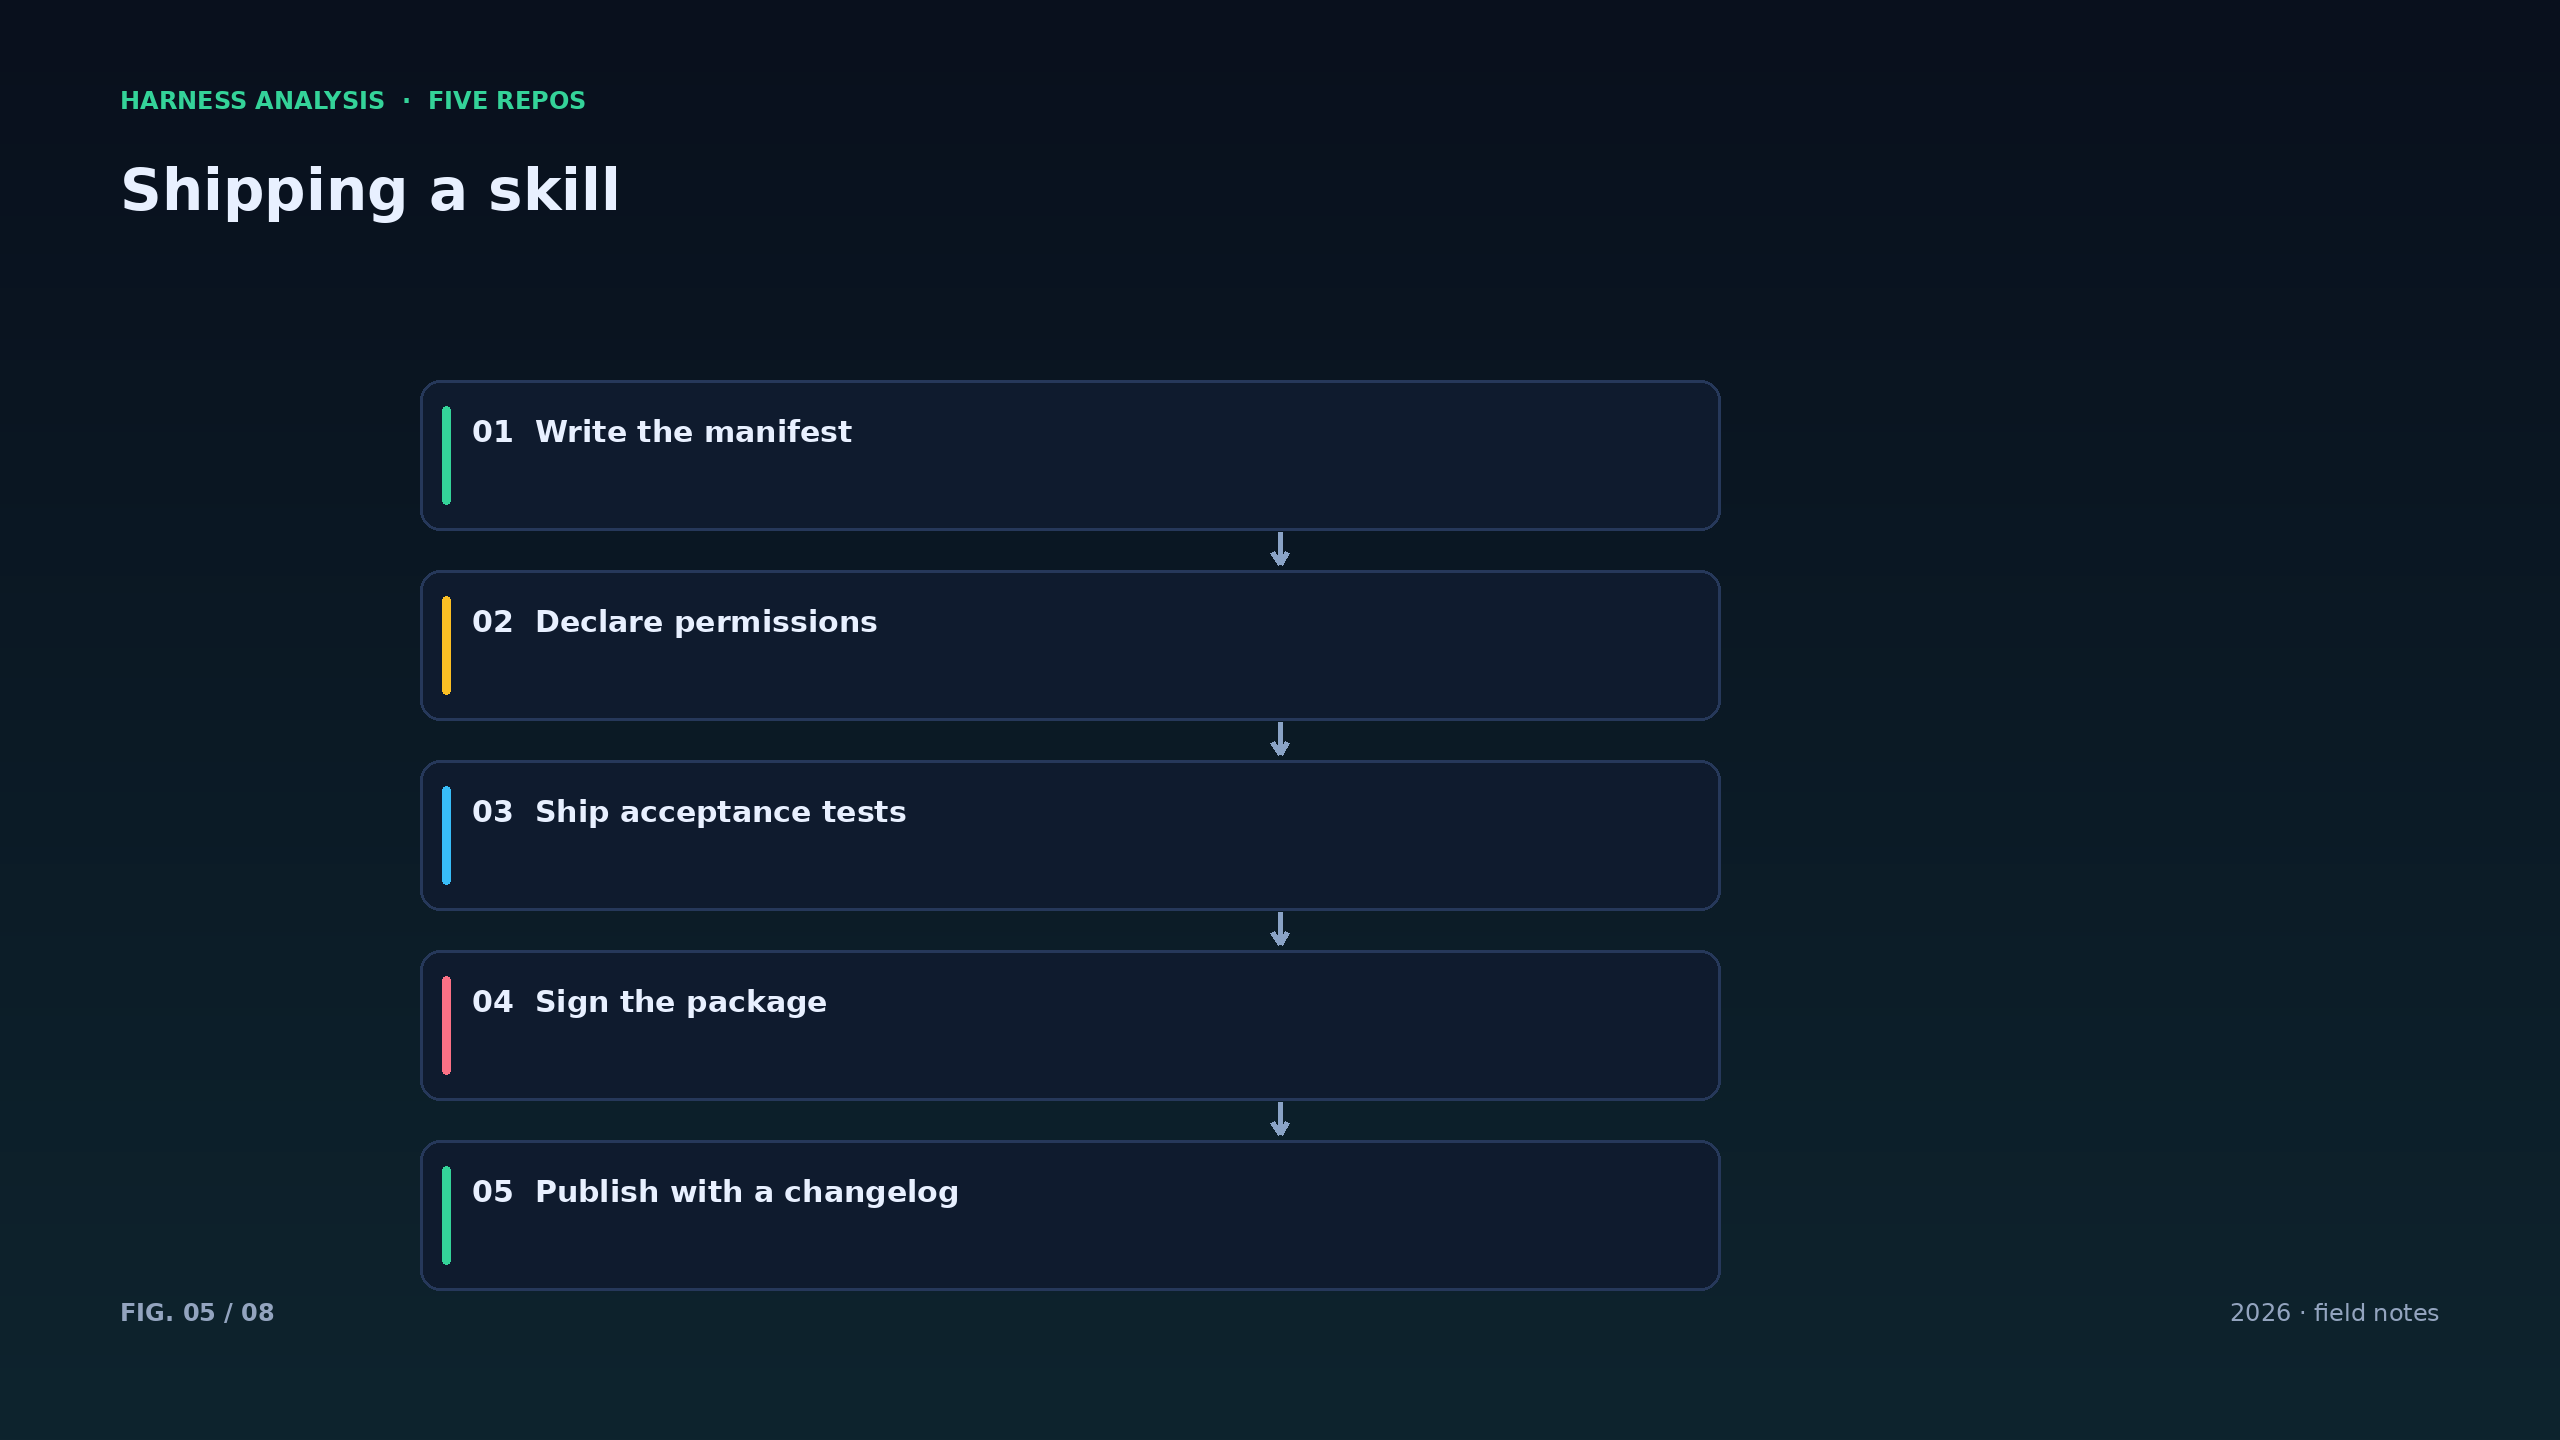 HARNESS ANALYSIS · FIVE REPOS
Shipping a skill
01 Write the manifest
02 Declare permissions
03 Ship acceptance tests
04 Sign the package
05 Publish with a changelog
FIG. 05 / 08
2026 · field notes